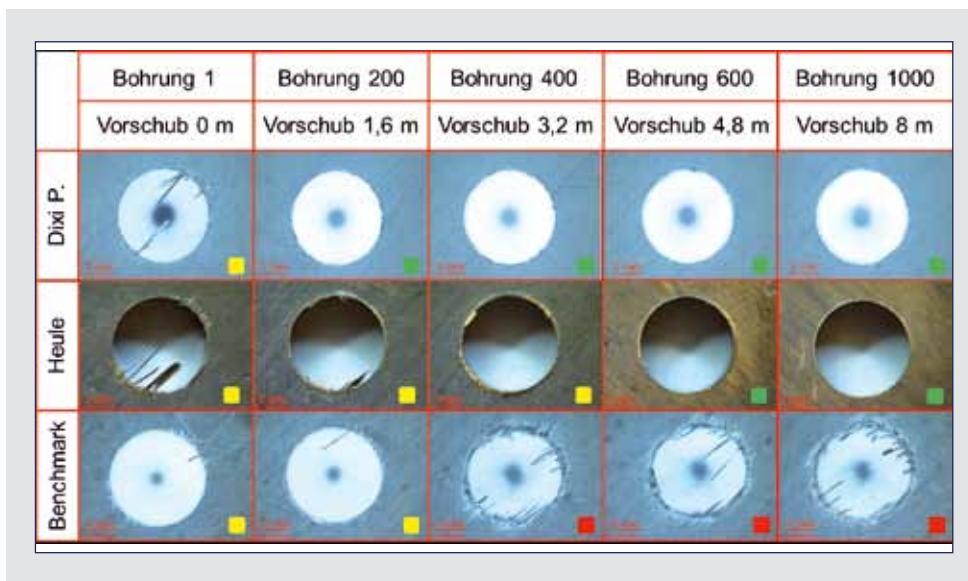 Bohrung 1 Bohrung 200 Bohrung 400 Bohrung 600 Bohrung 1000
Vorschub 0 m Vorschub 1,6 m Vorschub 3,2 m Vorschub 4,8 m Vorschub 8 m
Dixi P.
Heule
Benchmark